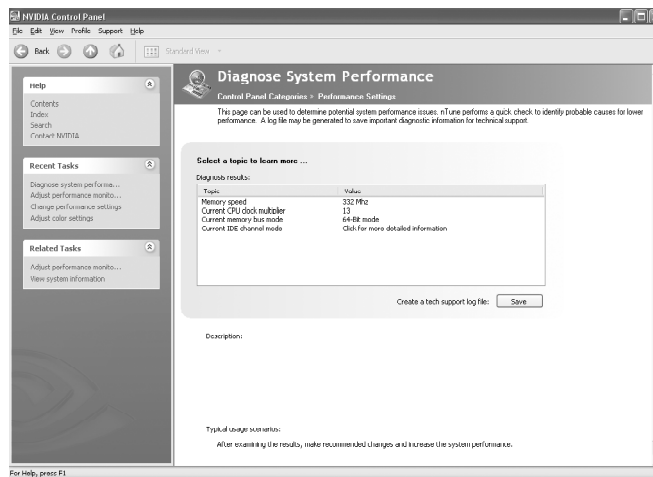 NVIDIA Control Panel
File Edit View Profile Support Help
Back Standard View
Help
Contents
Index
Search
Contact NVIDIA
Recent Tasks
Diagnose system performa...
Adjust performance monito...
Change performance settings
Adjust color settings
Related Tasks
Adjust performance monito...
View system information
Diagnose System Performance
Control Panel Categories > Performance Settings
This page can be used to determine potential system performance issues. nTune performs a quick check to identify probable causes for lower
performance. A log file may be generated to save important diagnostic information for technical support.
Select a topic to learn more ...
Diagnosis results:
Topic Value
Memory speed 332 Mhz
Current CPU clock multiplier 13
Current memory bus mode 64-Bit mode
Current IDE channel mode Click for more detailed information
Create a tech support log file: Save
Description:
Typical usage scenarios:
After examining the results, make recommended changes and increase the system performance.
For Help, press F1